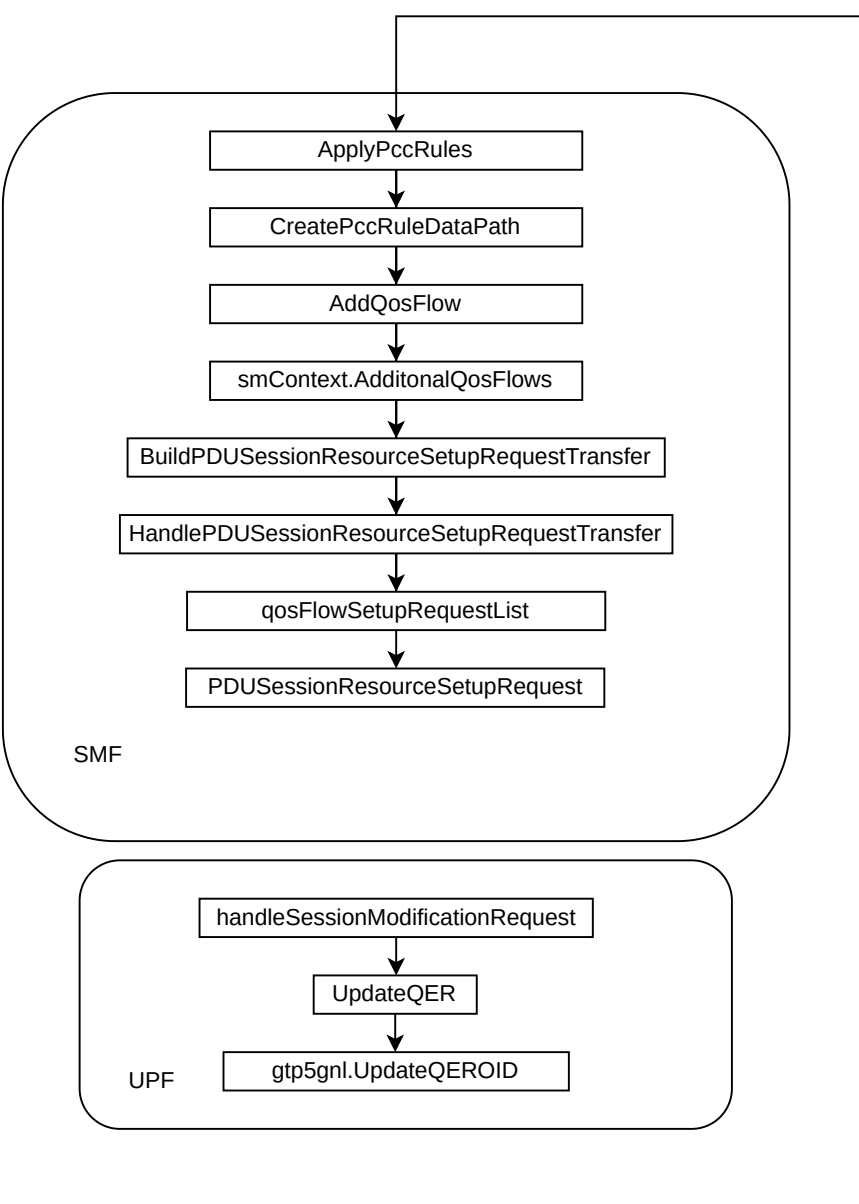 ApplyPccRules
CreatePccRuleDataPath
AddQosFlow
smContext.AdditonalQosFlows
BuildPDUSessionResourceSetupRequestTransfer
HandlePDUSessionResourceSetupRequestTransfer
qosFlowSetupRequestList
PDUSessionResourceSetupRequest
SMF
handleSessionModificationRequest
UpdateQER
gtp5gnl.UpdateQEROID
UPF